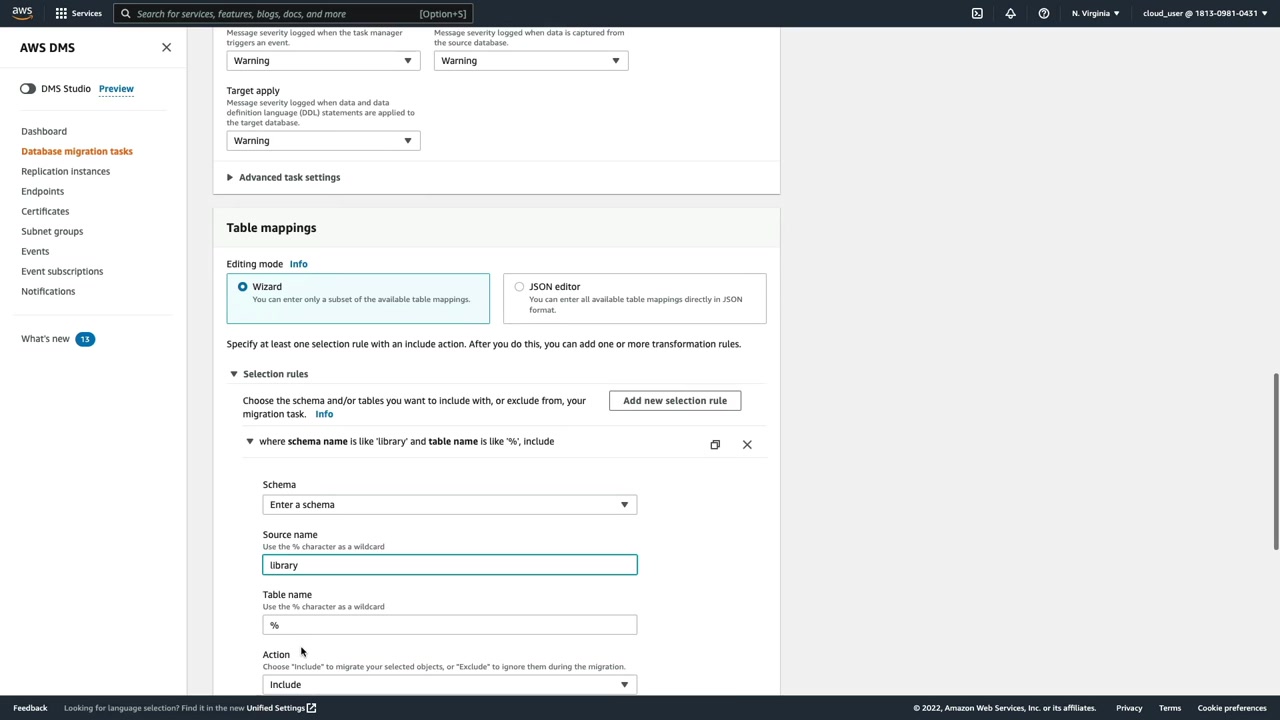 aws
Services
Search for services, features, blogs, docs, and more
[Option+S]
N. Virginia
cloud_user @ 1813-0981-0431
AWS DMS
DMS Studio
Preview
Dashboard
Database migration tasks
Replication instances
Endpoints
Certificates
Subnet groups
Events
Event subscriptions
Notifications
What's new
13
Message severity logged when the task manager
triggers an event.
Warning
Message severity logged when data is captured from
the source database.
Warning
Target apply
Message severity logged when data and data
definition language (DDL) statements are applied to
the target database.
Warning
Advanced task settings
Table mappings
Editing mode Info
Wizard
You can enter only a subset of the available table mappings.
JSON editor
You can enter all available table mappings directly in JSON
format.
Specify at least one selection rule with an include action. After you do this, you can add one or more transformation rules.
Selection rules
Choose the schema and/or tables you want to include with, or exclude from, your
migration task. Info
Add new selection rule
where schema name is like 'library' and table name is like '%', include
Schema
Enter a schema
Source name
Use the % character as a wildcard
library
Table name
Use the % character as a wildcard
%
Action
Choose "Include" to migrate your selected objects, or "Exclude" to ignore them during the migration.
Include
Feedback
Looking for language selection? Find it in the new Unified Settings
© 2022, Amazon Web Services, Inc. or its affiliates.
Privacy
Terms
Cookie preferences